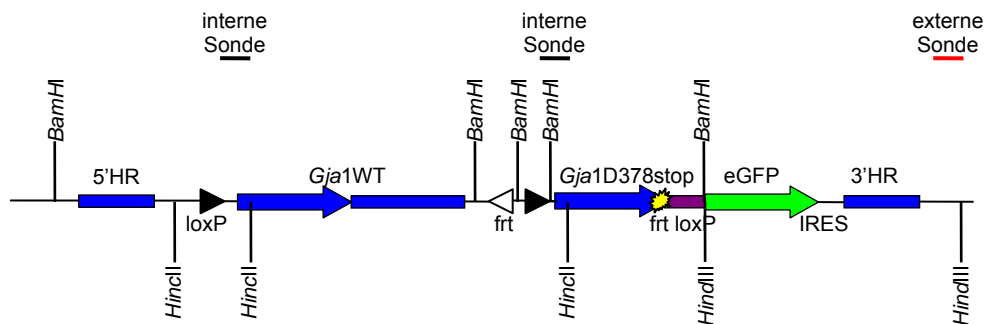 interne
Sonde
interne
Sonde
externe
Sonde
BamHI
BamHI
BamHI
BamHI
BamHI
5'HR
Gja1WT
Gja1D378stop
eGFP
3'HR
loxP
frt
frt loxP
IRES
HincII
HincII
HincII
HindIII
HindIII